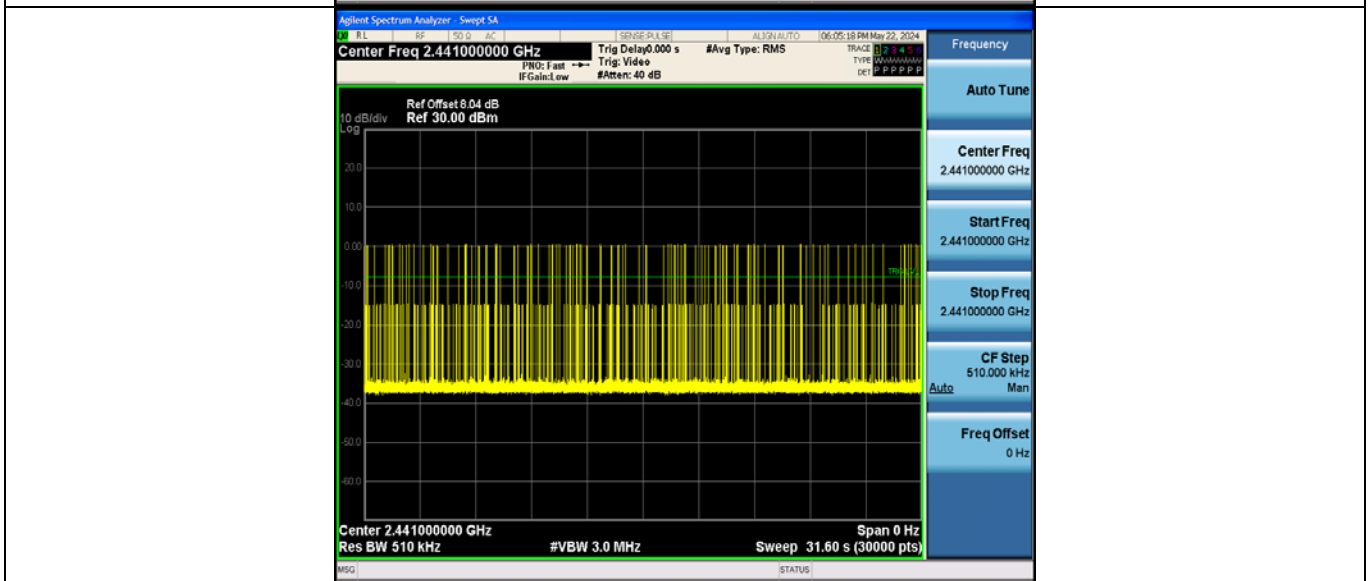 Agilent Spectrum Analyzer - Swept SA
RL RF 50 Ω AC SENSE:PULSE ALIGN AUTO 06:05:18 PM May 22, 2024
Center Freq 2.441000000 GHz
PNO: Fast
IFGain:Low
Trig Delay0.000 s
Trig: Video
#Atten: 40 dB
#Avg Type: RMS
TRACE 1 2 3 4 5 6
TYPE
DET P P P P P P
Ref Offset 8.04 dB
10 dB/div Ref 30.00 dBm
Log
20.0
10.0
0.00
-10.0
-20.0
-30.0
-40.0
-50.0
-60.0
Center 2.441000000 GHz Span 0 Hz
Res BW 510 kHz #VBW 3.0 MHz Sweep 31.60 s (30000 pts)
MSG STATUS
Frequency
Auto Tune
Center Freq
2.441000000 GHz
Start Freq
2.441000000 GHz
Stop Freq
2.441000000 GHz
CF Step
510.000 kHz
Auto Man
Freq Offset
0 Hz